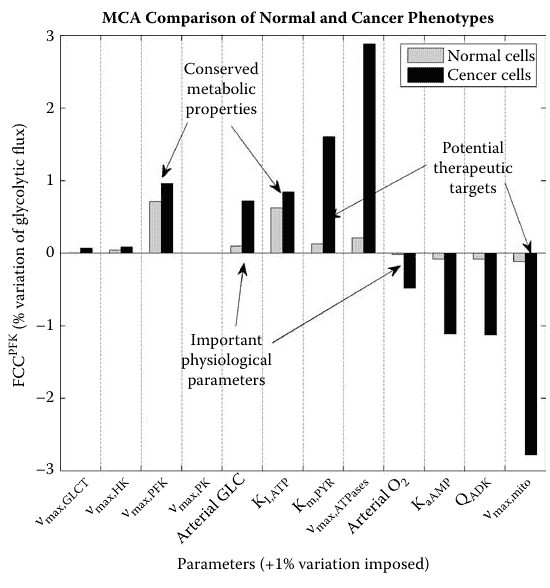 MCA Comparison of Normal and Cancer Phenotypes
3
2
1
0
−1
−2
−3
FCC^PFK (% variation of glycolytic flux)
Normal cells
Cencer cells
Conserved
metabolic
properties
Potential
therapeutic
targets
Important
physiological
parameters
v_max,GLCT
v_max,HK
v_max,PFK
v_max,PK
Arterial GLC
K_I,ATP
K_m,PYR
v_max,ATPases
Arterial O_2
K_aAMP
Q_ADK
v_max,mito
Parameters (+1% variation imposed)